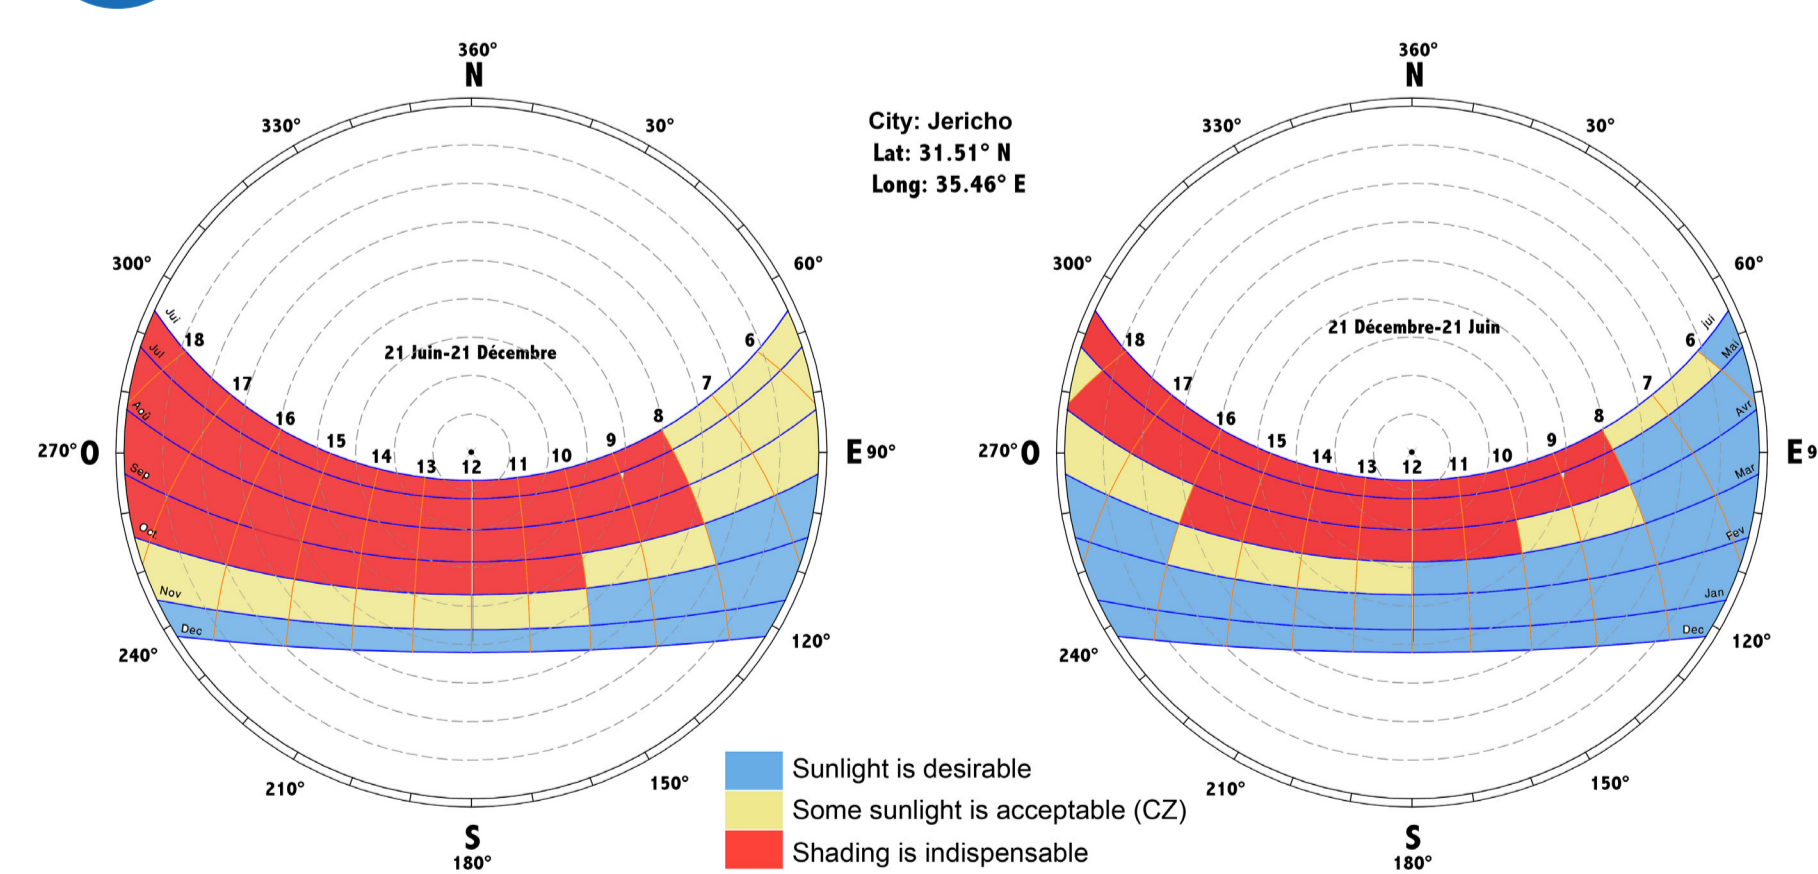 360°
N
330°
30°
300°
60°
270° O
E 90°
240°
120°
210°
150°
S
180°
21 Juin-21 Décembre
18
17
16
15
14
13
12
11
10
9
8
7
6
Jui
Jul
Aoû
Sep
Oct
Nov
Dec
City: Jericho
Lat: 31.51° N
Long: 35.46° E
360°
N
330°
30°
300°
60°
270° O
E 9
240°
120°
210°
150°
S
180°
21 Décembre-21 Juin
18
17
16
15
14
13
12
11
10
9
8
7
6
jui
Mai
Avr
Mar
Fev
Jan
Dec
Sunlight is desirable
Some sunlight is acceptable (CZ)
Shading is indispensable